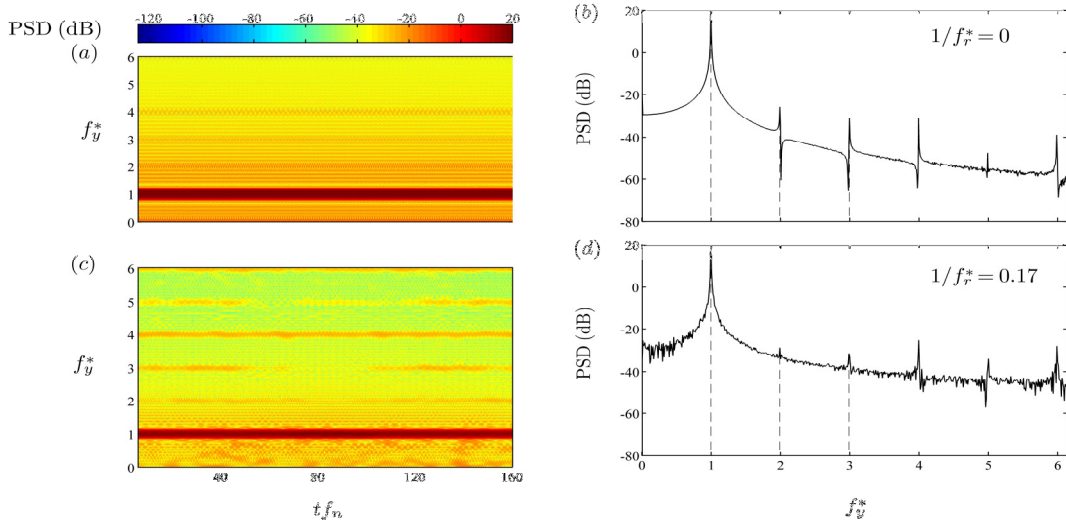 -120 -80 -60 -40 -20 0 20
PSD (dB)
(a)
6
5
4
3
2
1
0
f*y
(b)
20
0
-20
-40
-60
-80
PSD (dB)
1/f*r = 0
(c)
6
5
4
3
2
1
0
f*y
40 80 120 160
tfn
(d)
20
0
-20
-40
-60
-80
PSD (dB)
1/f*r = 0.17
0 1 2 3 4 5 6
f*y